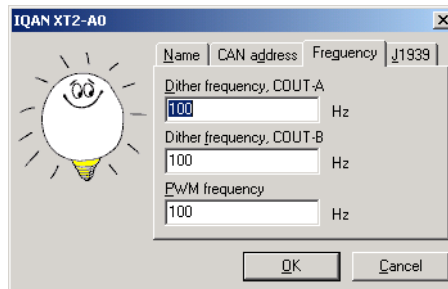 IQAN XT2-A0
Name CAN address Freguency J1939
Dither frequency, COUT-A
100 Hz
Dither frequency, COUT-B
100 Hz
PWM frequency
100 Hz
OK Cancel